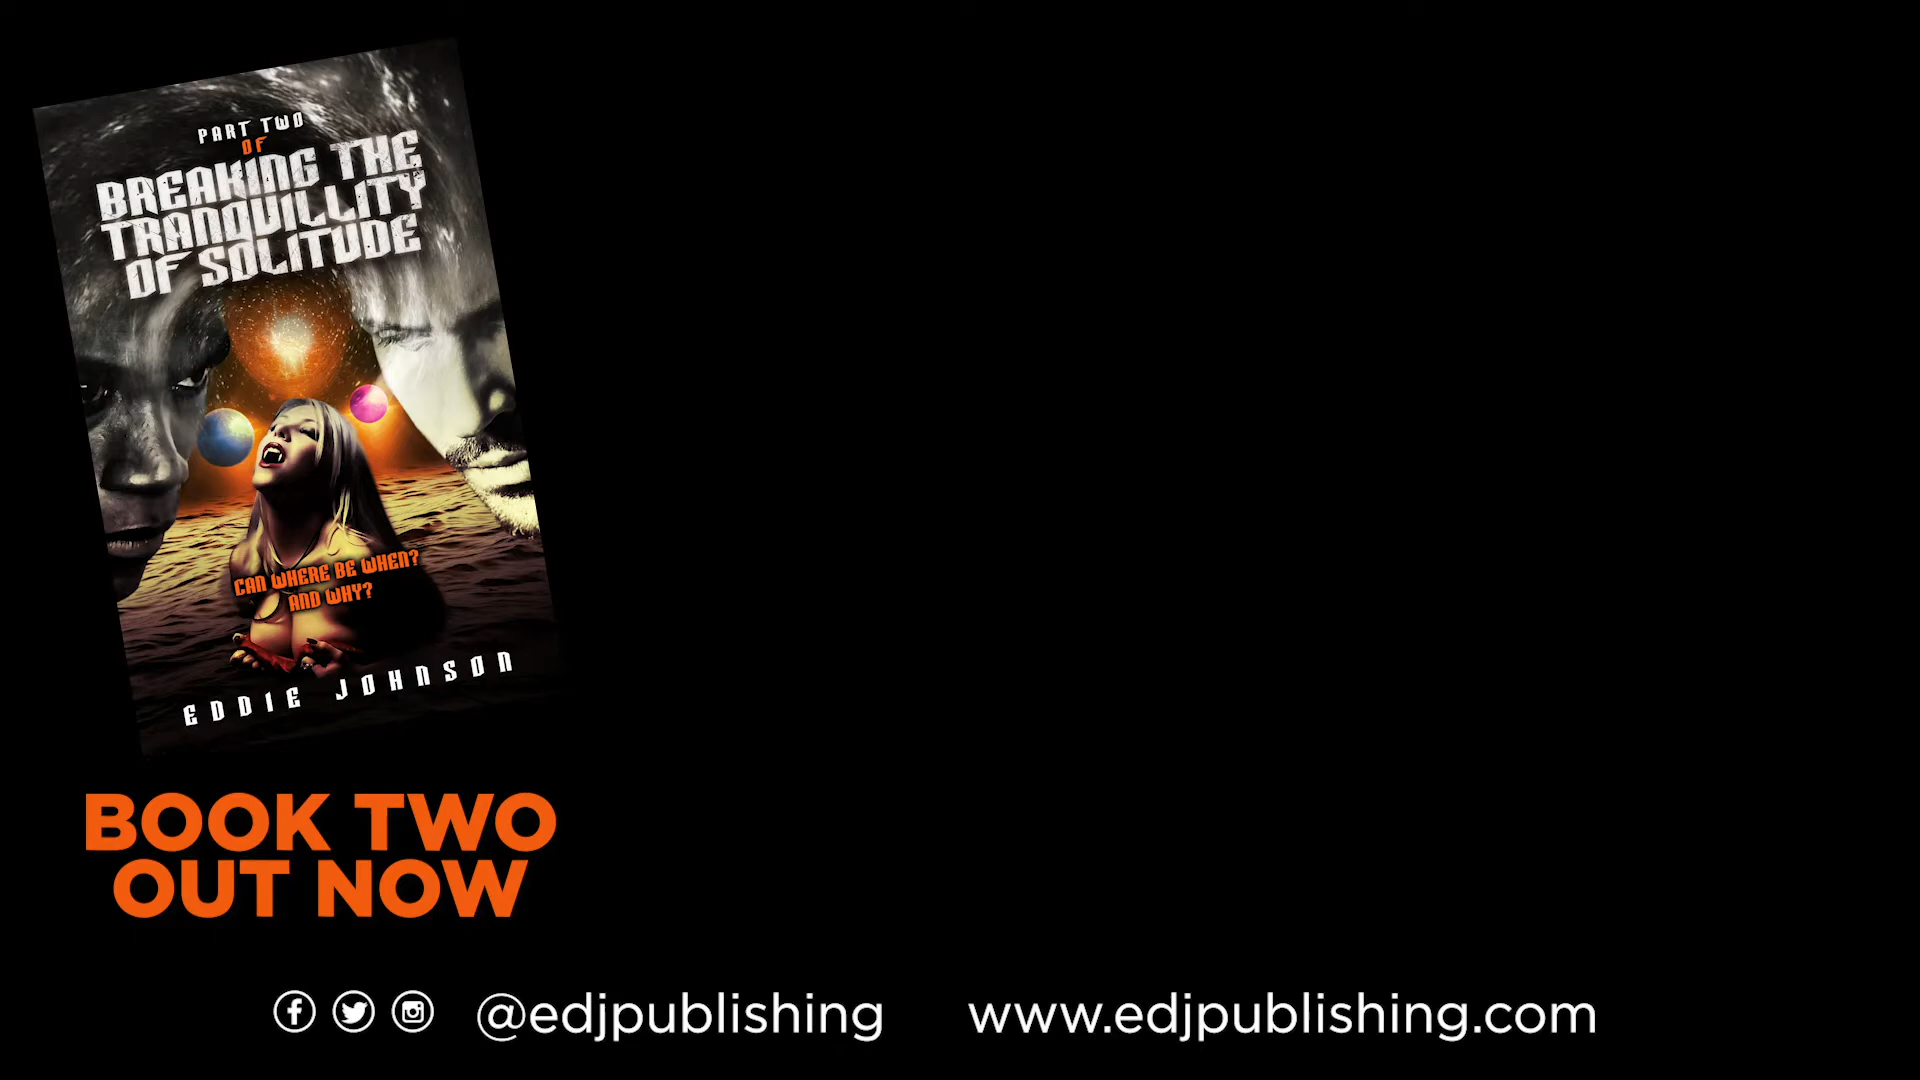 PART TWO
OF
BREAKING THE
TRANQUILLITY
OF SOLITUDE
CAN WHERE BE WHEN?
AND WHY?
EDDIE JOHNSON
BOOK TWO
OUT NOW
@edjpublishing www.edjpublishing.com